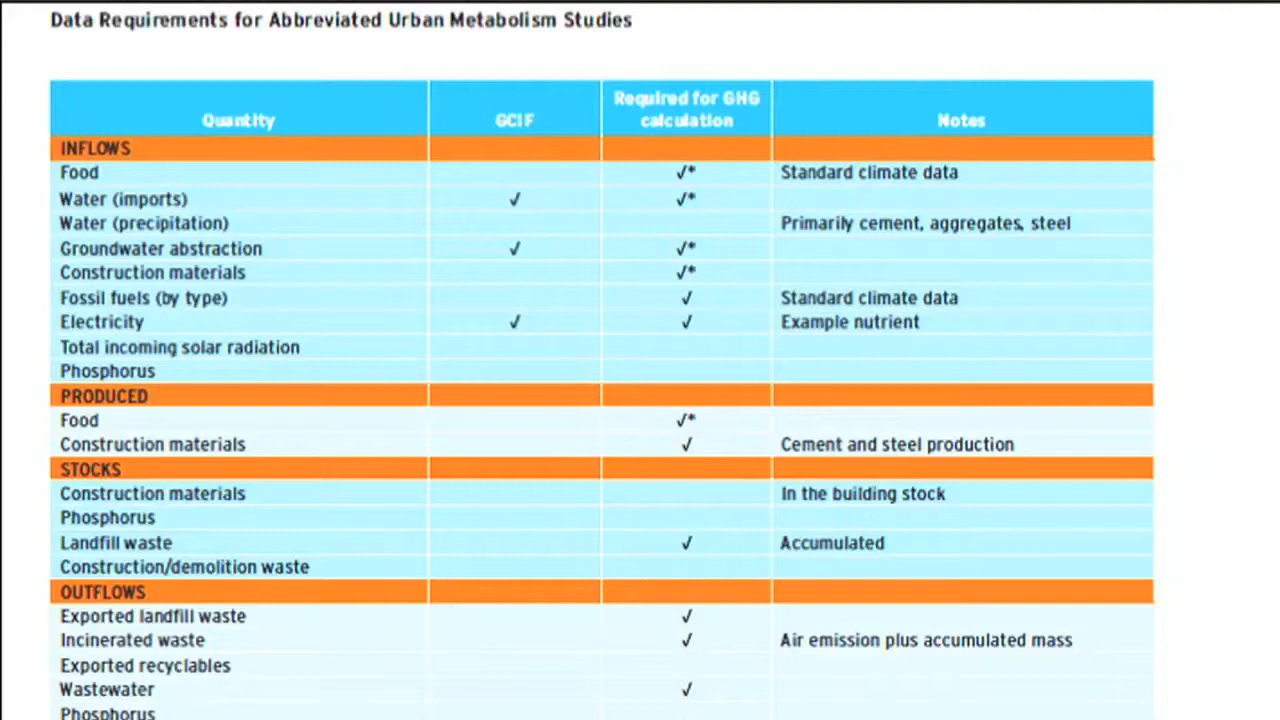 Data Requirements for Abbreviated Urban Metabolism Studies
Quantity GCIF Required for GHG calculation Notes
INFLOWS
Food √* Standard climate data
Water (imports) √ √*
Water (precipitation) Primarily cement, aggregates, steel
Groundwater abstraction √ √*
Construction materials √*
Fossil fuels (by type) √ Standard climate data
Electricity √ √ Example nutrient
Total incoming solar radiation
Phosphorus
PRODUCED
Food √*
Construction materials √ Cement and steel production
STOCKS
Construction materials In the building stock
Phosphorus
Landfill waste √ Accumulated
Construction/demolition waste
OUTFLOWS
Exported landfill waste √
Incinerated waste √ Air emission plus accumulated mass
Exported recyclables
Wastewater √
Phosphorus